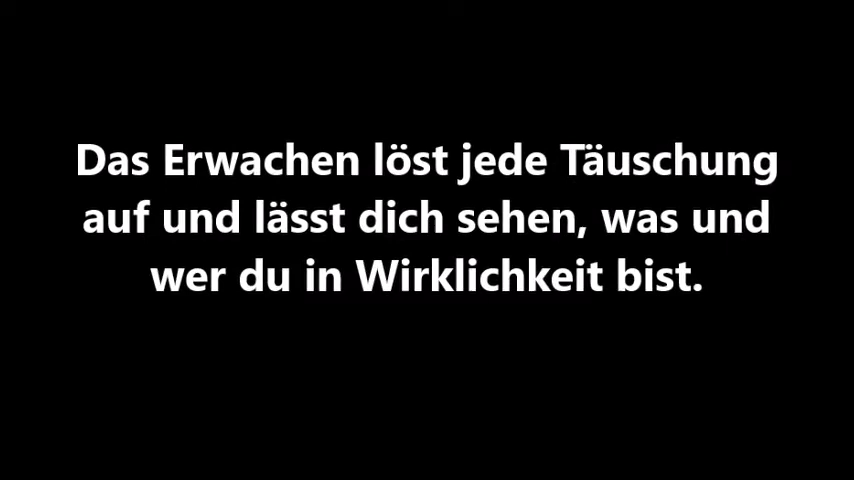 Das Erwachen löst jede Täuschung
auf und lässt dich sehen, was und
wer du in Wirklichkeit bist.